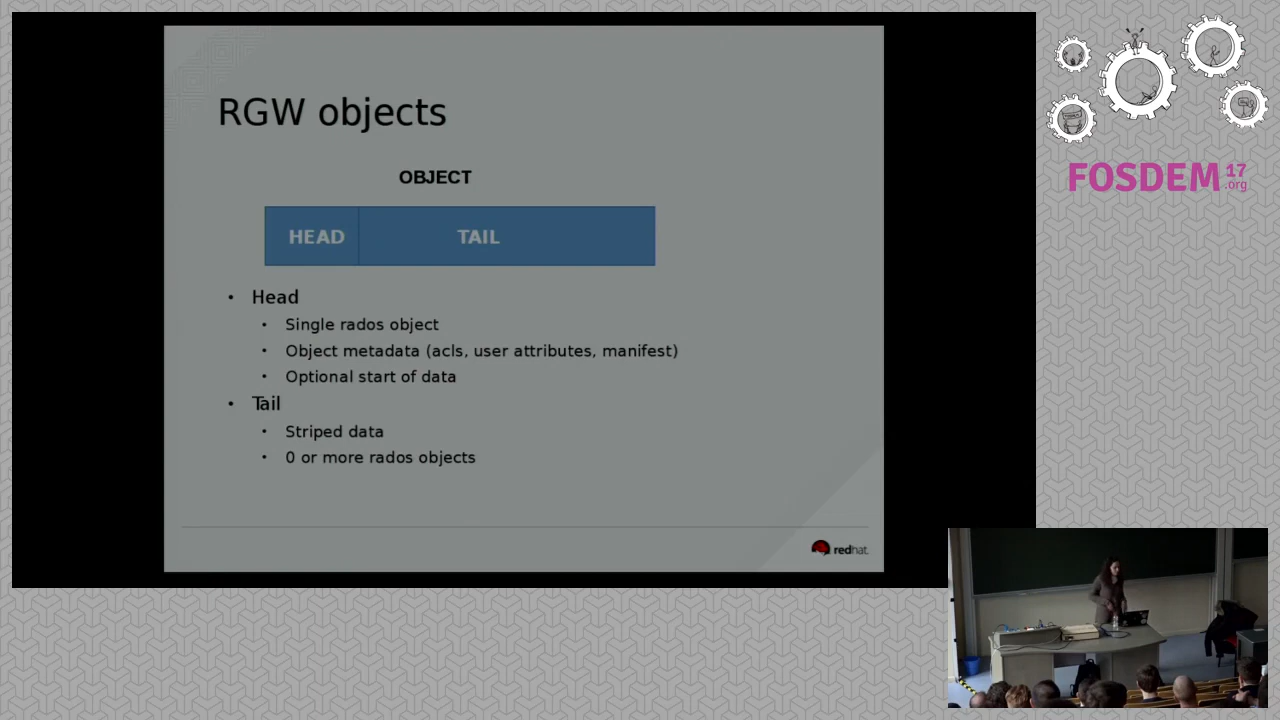 RGW objects
OBJECT
HEAD TAIL
• Head
• Single rados object
• Object metadata (acls, user attributes, manifest)
• Optional start of data
• Tail
• Striped data
• 0 or more rados objects
redhat.
FOSDEM 17
.org